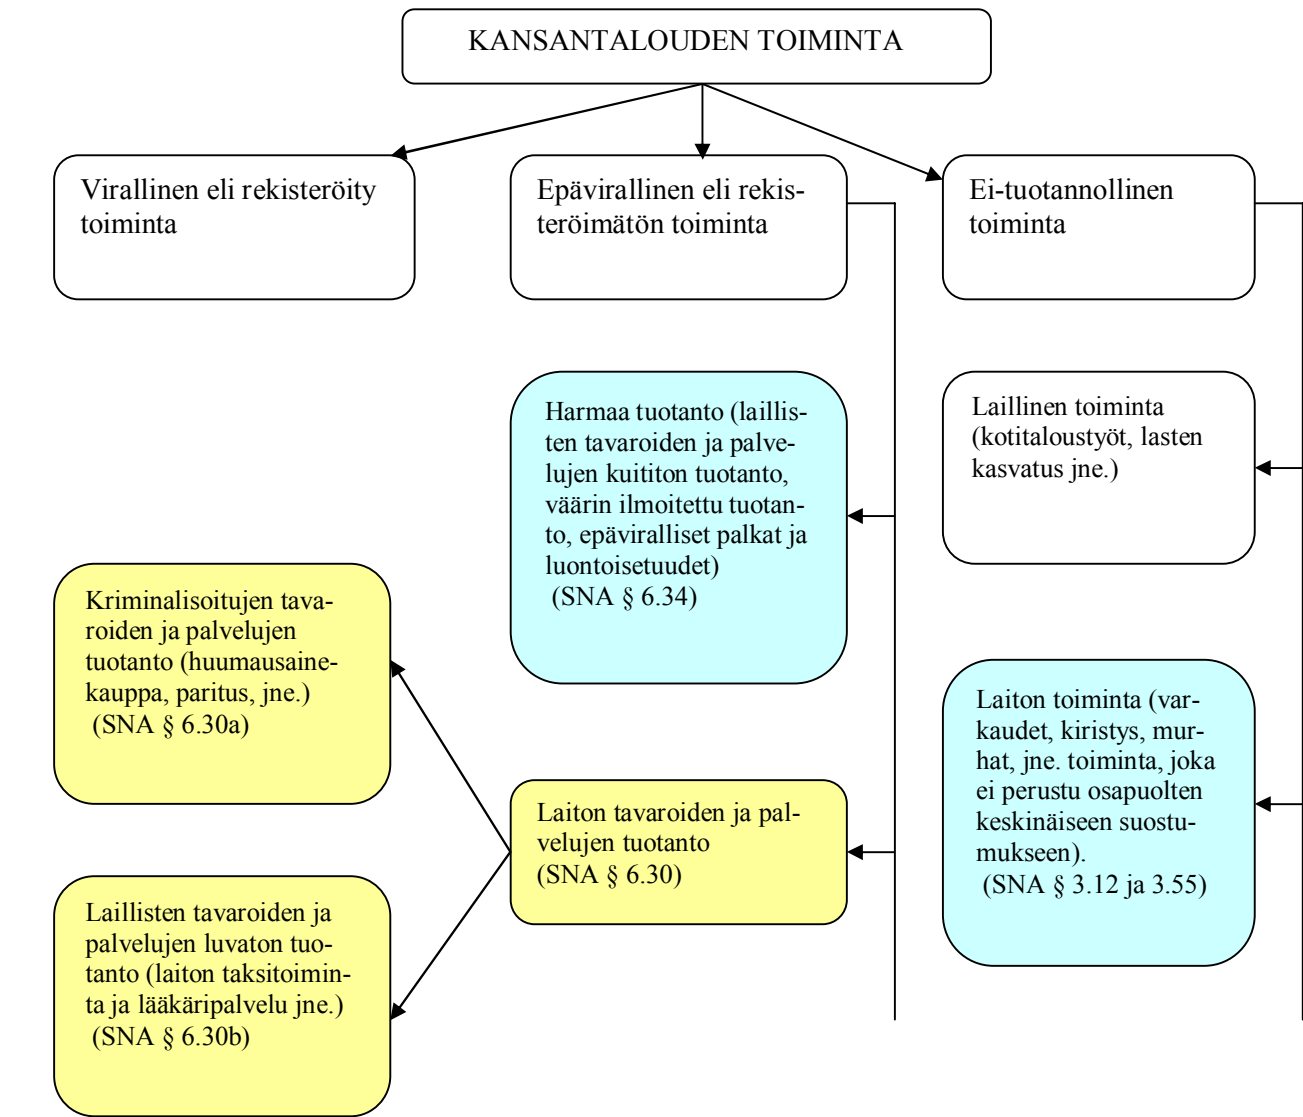 KANSANTALOUDEN TOIMINTA
Virallinen eli rekisteröity
toiminta
Epävirallinen eli rekis-
teröimätön toiminta
Ei-tuotannollinen
toiminta
Harmaa tuotanto (laillis-
ten tavaroiden ja palve-
lujen kuititon tuotanto,
väärin ilmoitettu tuotan-
to, epäviralliset palkat ja
luontoisetuudet)
(SNA § 6.34)
Laillinen toiminta
(kotitaloustyöt, lasten
kasvatus jne.)
Kriminalisoitujen tava-
roiden ja palvelujen
tuotanto (huumausaine-
kauppa, paritus, jne.)
(SNA § 6.30a)
Laiton tavaroiden ja pal-
velujen tuotanto
(SNA § 6.30)
Laiton toiminta (var-
kaudet, kiristys, mur-
hat, jne. toiminta, joka
ei perustu osapuolten
keskinäiseen suostu-
mukseen).
(SNA § 3.12 ja 3.55)
Laillisten tavaroiden ja
palvelujen luvaton tuo-
tanto (laiton taksitoimin-
ta ja lääkäripalvelu jne.)
(SNA § 6.30b)